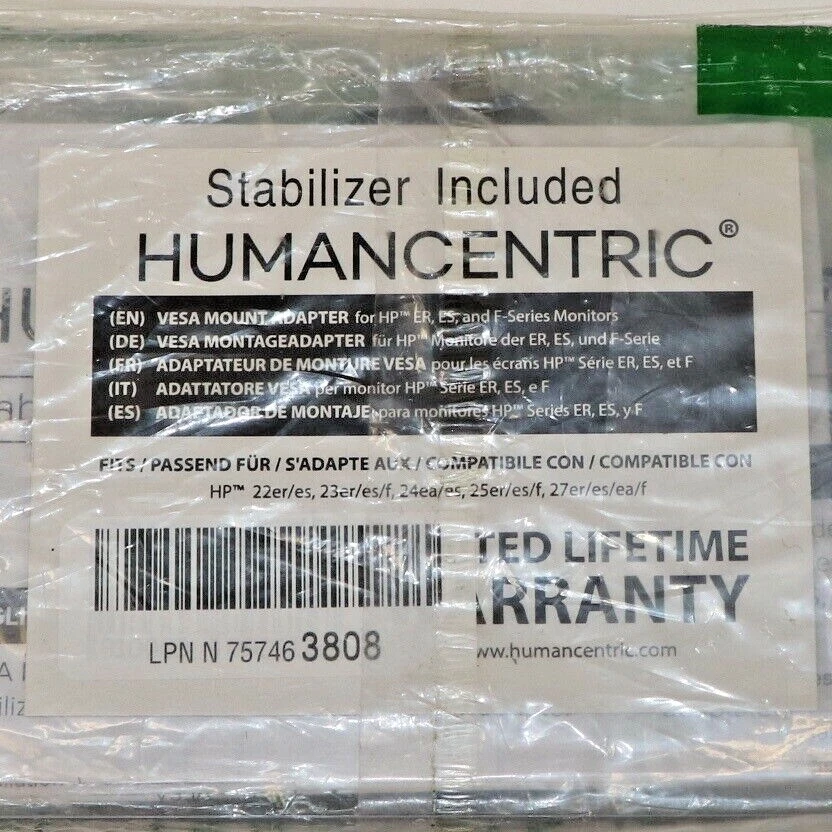 Stabilizer Included
HUMANCENTRIC®
(EN) VESA MOUNT ADAPTER for HP™ ER, ES, and F-Series Monitors
(DE) VESA MONTAGEADAPTER für HP™ Monitore der ER, ES, und F-Serie
(FR) ADAPTATEUR DE MONTURE VESA pour les écrans HP™ Série ER, ES, et F
(IT) ADATTATORE VESA per monitor HP™ Serie ER, ES, e F
(ES) ADAPTADOR DE MONTAJE para monitores HP™ Series ER, ES, y F
FITS / PASSEND FÜR / S'ADAPTE AUX / COMPATIBILE CON / COMPATIBLE CON
HP™ 22er/es, 23er/es/f, 24ea/es, 25er/es/f, 27er/es/ea/f
TED LIFETIME
ARRANTY
LPN N 75746 3808
www.humancentric.com